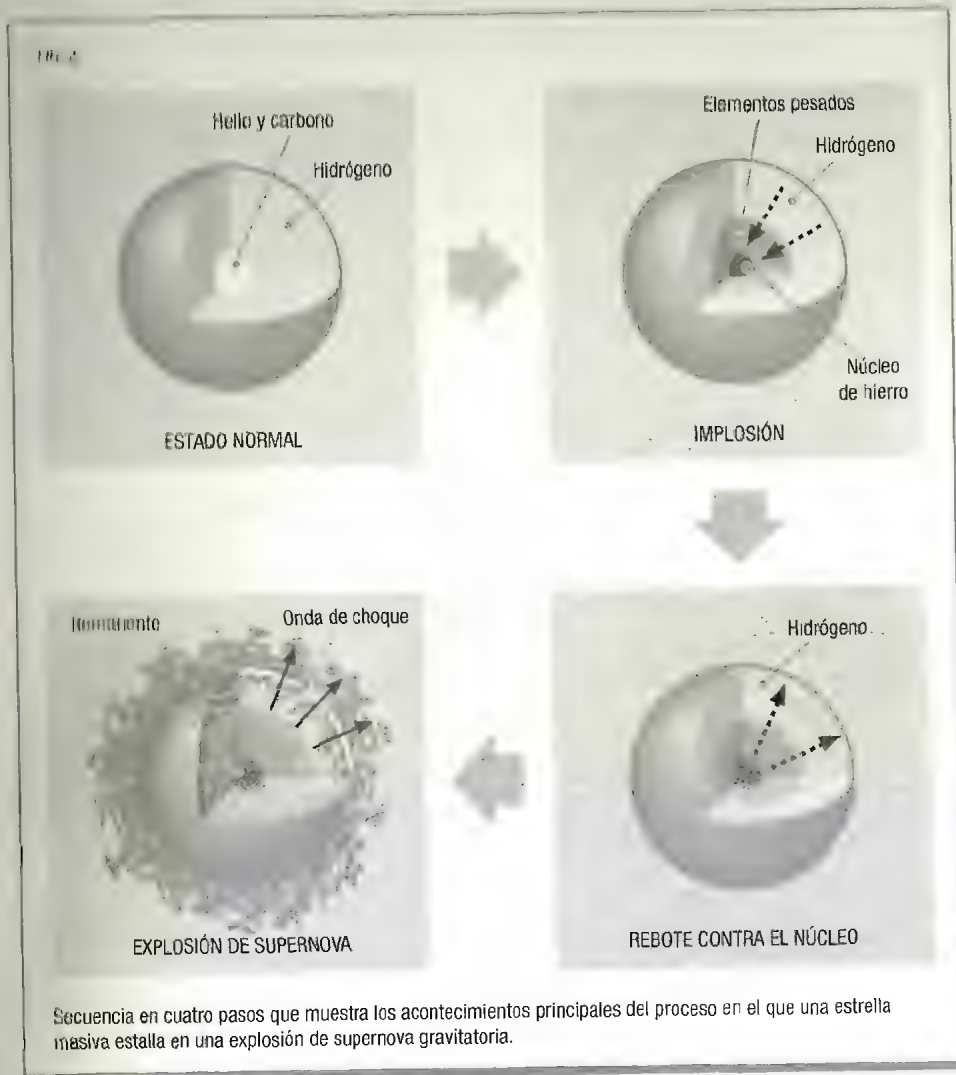 Helio y carbono
Hidrógeno
ESTADO NORMAL
Elementos pesados
Hidrógeno
Núcleo
de hierro
IMPLOSIÓN
Onda de choque
EXPLOSIÓN DE SUPERNOVA
Hidrógeno
REBOTE CONTRA EL NÚCLEO
Secuencia en cuatro pasos que muestra los acontecimientos principales del proceso en el que una estrella
masiva estalla en una explosión de supernova gravitatoria.